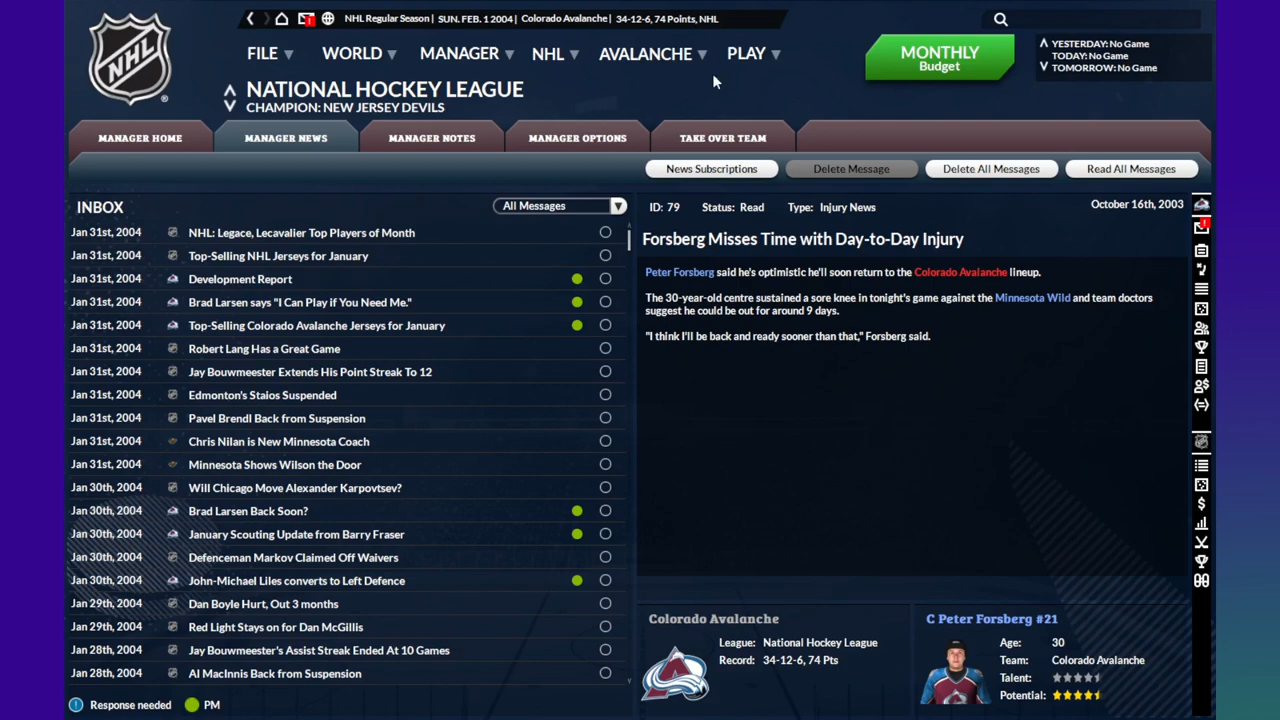 NHL Regular Season | SUN. FEB. 1 2004 | Colorado Avalanche | 34-12-6, 74 Points, NHL
NHL
FILE WORLD MANAGER NHL AVALANCHE PLAY
MONTHLY
Budget
YESTERDAY: No Game
TODAY: No Game
TOMORROW: No Game
NATIONAL HOCKEY LEAGUE
CHAMPION: NEW JERSEY DEVILS
MANAGER HOME MANAGER NEWS MANAGER NOTES MANAGER OPTIONS TAKE OVER TEAM
News Subscriptions Delete Message Delete All Messages Read All Messages
INBOX All Messages
Jan 31st, 2004 NHL: Legace, Lecavalier Top Players of Month
Jan 31st, 2004 Top-Selling NHL Jerseys for January
Jan 31st, 2004 Development Report
Jan 31st, 2004 Brad Larsen says "I Can Play if You Need Me."
Jan 31st, 2004 Top-Selling Colorado Avalanche Jerseys for January
Jan 31st, 2004 Robert Lang Has a Great Game
Jan 31st, 2004 Jay Bouwmeester Extends His Point Streak To 12
Jan 31st, 2004 Edmonton's Staios Suspended
Jan 31st, 2004 Pavel Brendl Back from Suspension
Jan 31st, 2004 Chris Nilan is New Minnesota Coach
Jan 31st, 2004 Minnesota Shows Wilson the Door
Jan 30th, 2004 Will Chicago Move Alexander Karpovtsev?
Jan 30th, 2004 Brad Larsen Back Soon?
Jan 30th, 2004 January Scouting Update from Barry Fraser
Jan 30th, 2004 Defenceman Markov Claimed Off Waivers
Jan 30th, 2004 John-Michael Liles converts to Left Defence
Jan 29th, 2004 Dan Boyle Hurt, Out 3 months
Jan 29th, 2004 Red Light Stays on for Dan McGillis
Jan 28th, 2004 Jay Bouwmeester's Assist Streak Ended At 10 Games
Jan 28th, 2004 Al MacInnis Back from Suspension
Response needed PM
ID: 79 Status: Read Type: Injury News October 16th, 2003
Forsberg Misses Time with Day-to-Day Injury
Peter Forsberg said he's optimistic he'll soon return to the Colorado Avalanche lineup.
The 30-year-old centre sustained a sore knee in tonight's game against the Minnesota Wild and team doctors
suggest he could be out for around 9 days.
"I think I'll be back and ready sooner than that," Forsberg said.
Colorado Avalanche
League: National Hockey League
Record: 34-12-6, 74 Pts
C Peter Forsberg #21
Age: 30
Team: Colorado Avalanche
Talent:
Potential: